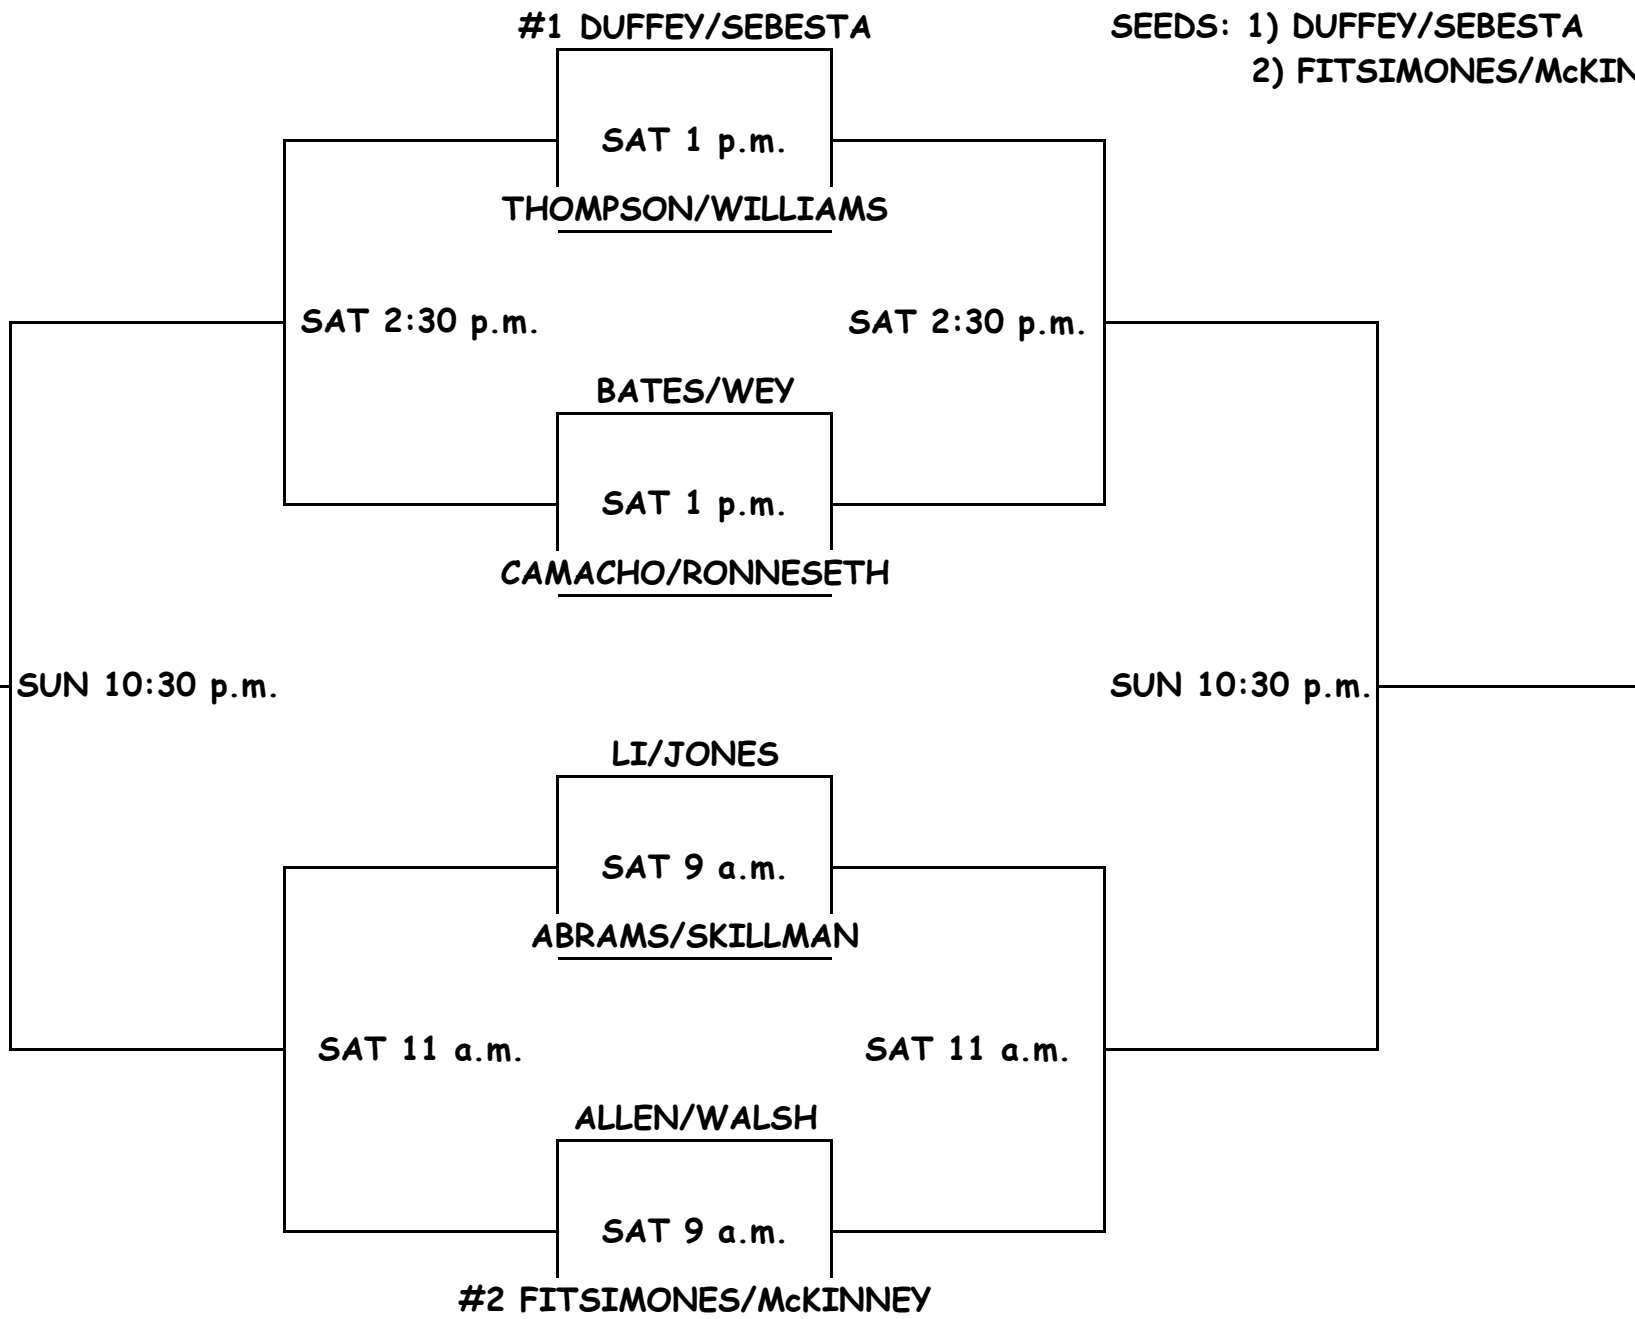 #1 DUFFEY/SEBESTA
SEEDS: 1) DUFFEY/SEBESTA
2) FITSIMONES/McKIN
SAT 1 p.m.
THOMPSON/WILLIAMS
SAT 2:30 p.m.
SAT 2:30 p.m.
BATES/WEY
SAT 1 p.m.
CAMACHO/RONNESETH
SUN 10:30 p.m.
SUN 10:30 p.m.
LI/JONES
SAT 9 a.m.
ABRAMS/SKILLMAN
SAT 11 a.m.
SAT 11 a.m.
ALLEN/WALSH
SAT 9 a.m.
#2 FITSIMONES/McKINNEY